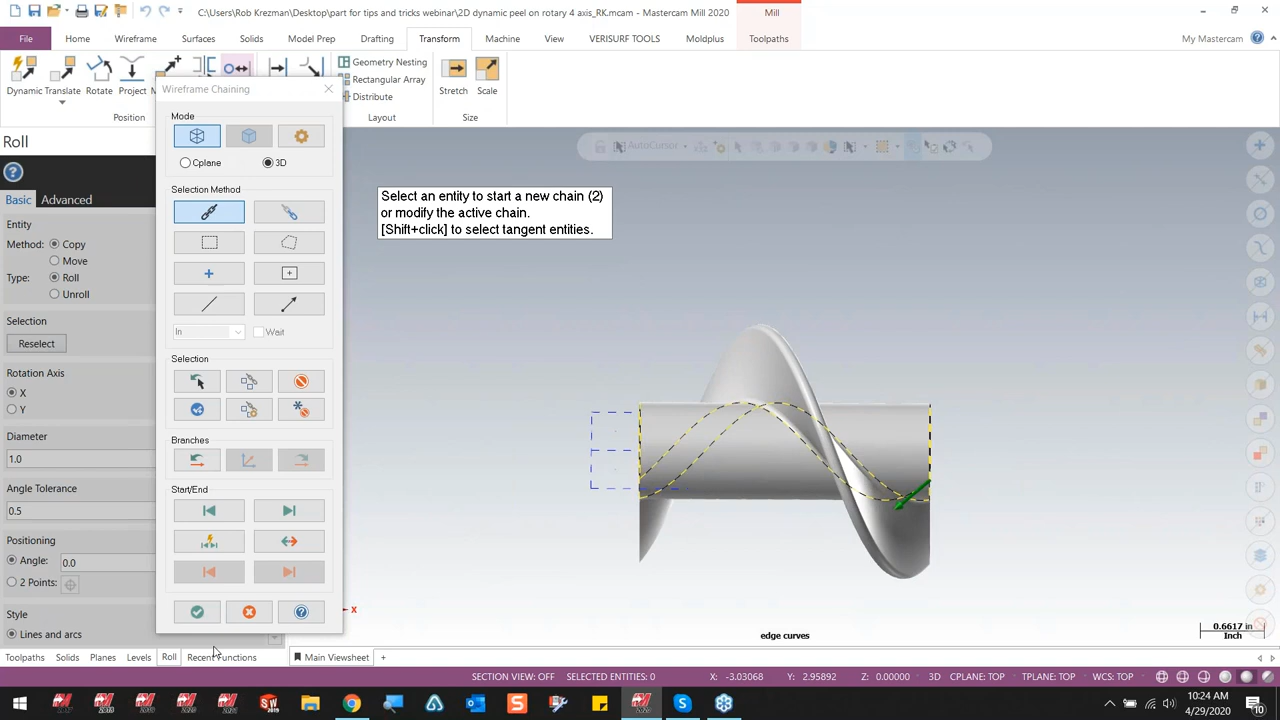 C:\Users\Rob Krezman\Desktop\part for tips and tricks webinar\2D dynamic peel on rotary 4 axis_RK.mcam - Mastercam Mill 2020
Mill
File
Home
Wireframe
Surfaces
Solids
Model Prep
Drafting
Transform
Machine
View
VERISURF TOOLS
Moldplus
Toolpaths
My Mastercam
Dynamic
Translate
Rotate
Project
Geometry Nesting
Rectangular Array
Distribute
Stretch
Scale
Position
Layout
Size
Wireframe Chaining
Mode
Cplane
3D
Selection Method
In
Wait
Selection
Branches
Start/End
Roll
Basic
Advanced
Entity
Method:
Copy
Move
Type:
Roll
Unroll
Selection
Reselect
Rotation Axis
X
Y
Diameter
1.0
Angle Tolerance
0.5
Positioning
Angle:
0.0
2 Points:
Style
Lines and arcs
AutoCursor
Select an entity to start a new chain (2)
or modify the active chain.
[Shift+click] to select tangent entities.
X
edge curves
0.6617 in
Inch
Toolpaths
Solids
Planes
Levels
Roll
Recent Functions
Main Viewsheet
+
SECTION VIEW: OFF
SELECTED ENTITIES: 0
X: -3.03068
Y: 2.95892
Z: 0.00000
3D
CPLANE: TOP
TPLANE: TOP
WCS: TOP
10:24 AM
4/29/2020